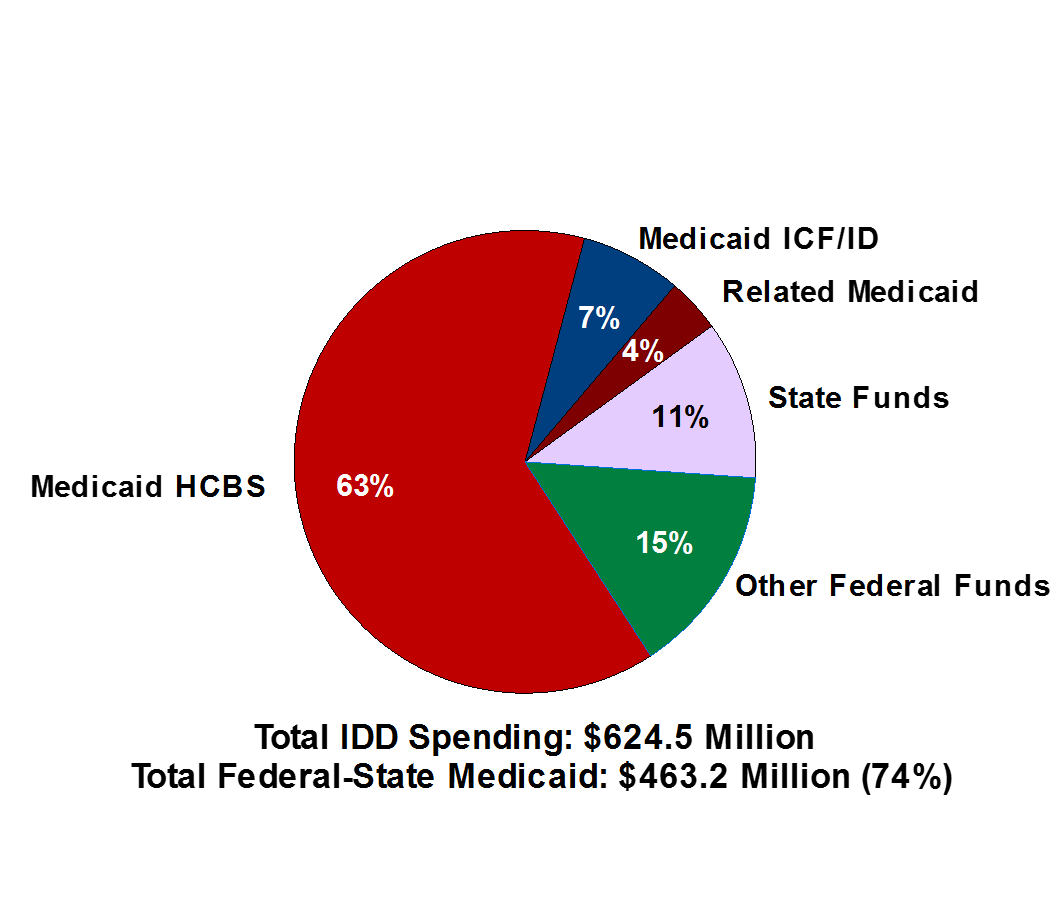 Medicaid ICF/ID
Related Medicaid
7%
4%
State Funds
11%
Medicaid HCBS
63%
15%
Other Federal Funds
Total IDD Spending: $624.5 Million
Total Federal-State Medicaid: $463.2 Million (74%)